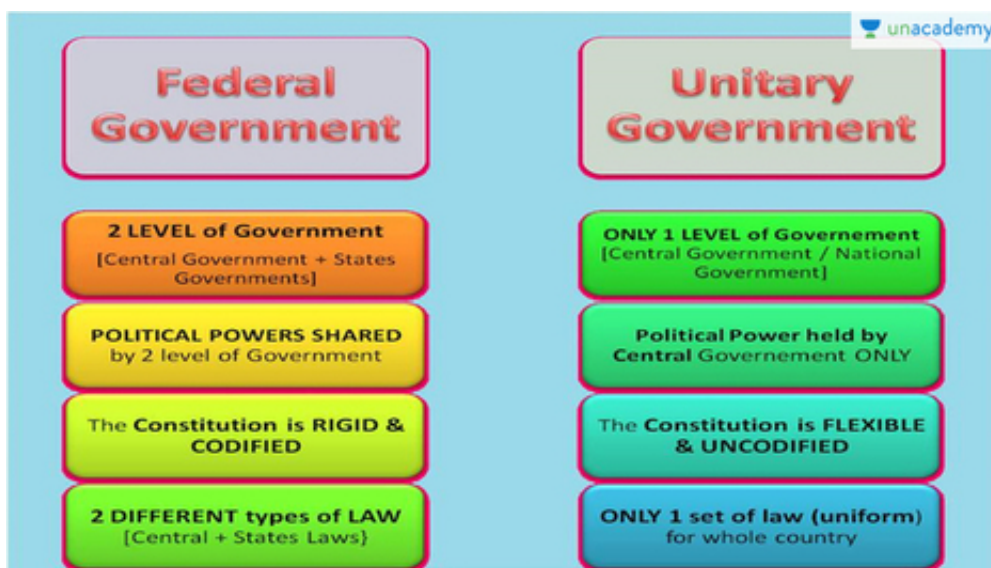 unacademy
Federal
Government
2 LEVEL of Government
[Central Government + States
Governments]
POLITICAL POWERS SHARED
by 2 level of Government
The Constitution is RIGID &
CODIFIED
2 DIFFERENT types of LAW
[Central + States Laws}
Unitary
Government
ONLY 1 LEVEL of Governement
[Central Government / National
Government]
Political Power held by
Central Governement ONLY
The Constitution is FLEXIBLE
& UNCODIFIED
ONLY 1 set of law (uniform)
for whole country